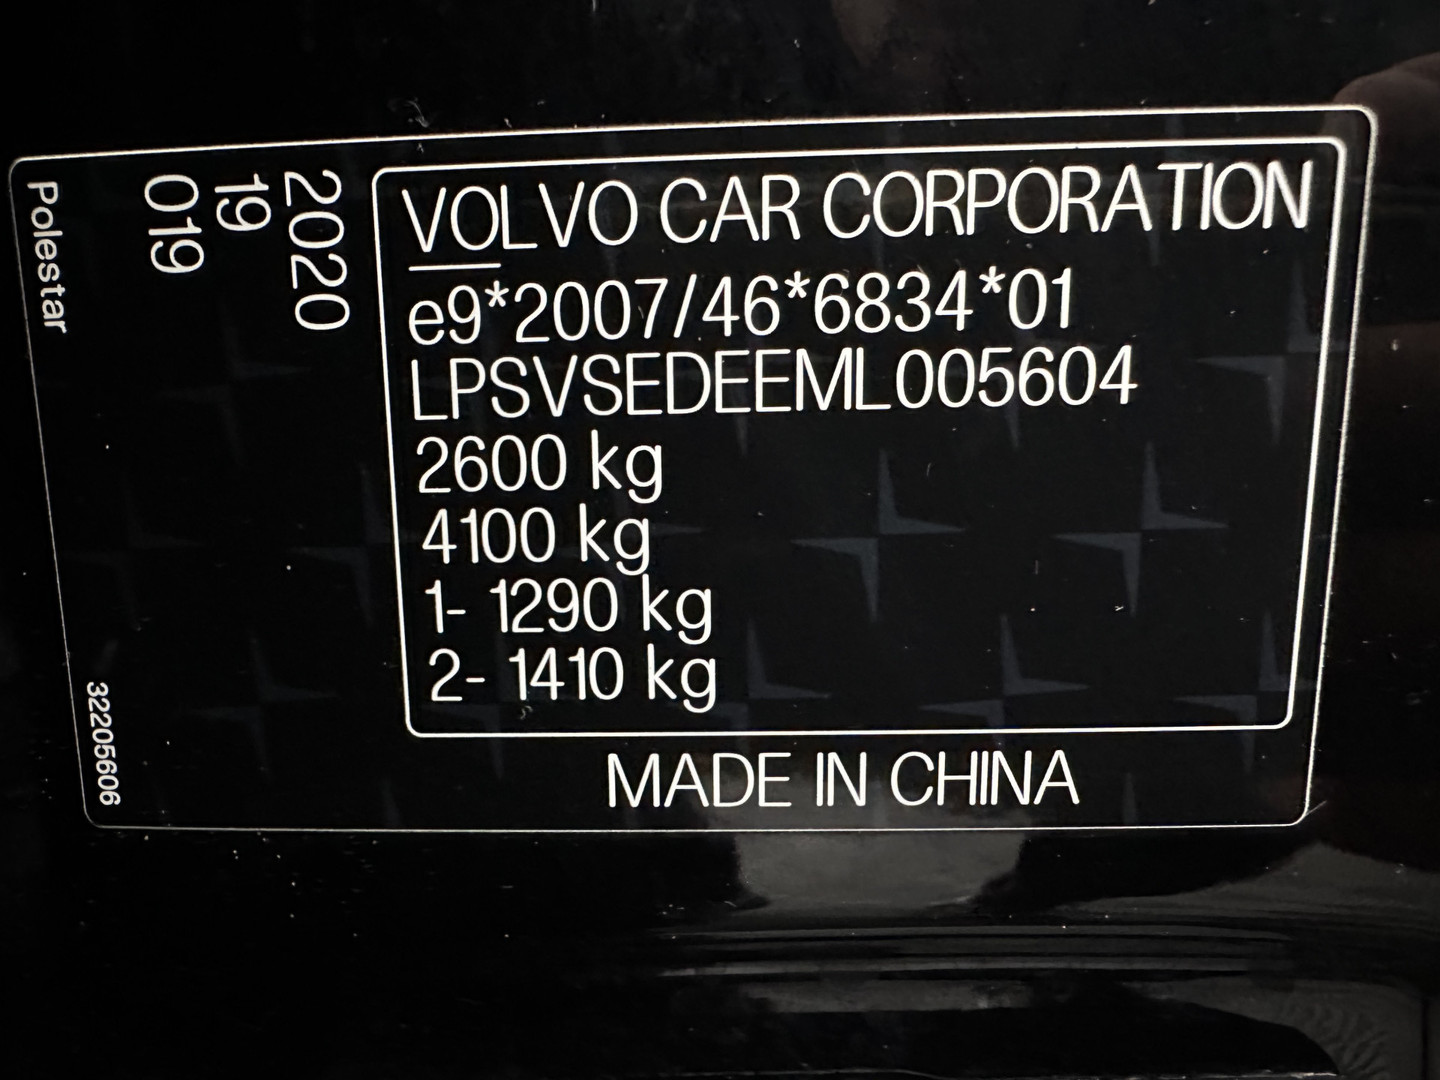 VOLVO CAR CORPORATION
e9*2007/46*6834*01
LPSVSEDEEML005604
2600 kg
4100 kg
1- 1290 kg
2- 1410 kg
MADE IN CHINA
2020
19
019
Polestar
32205606